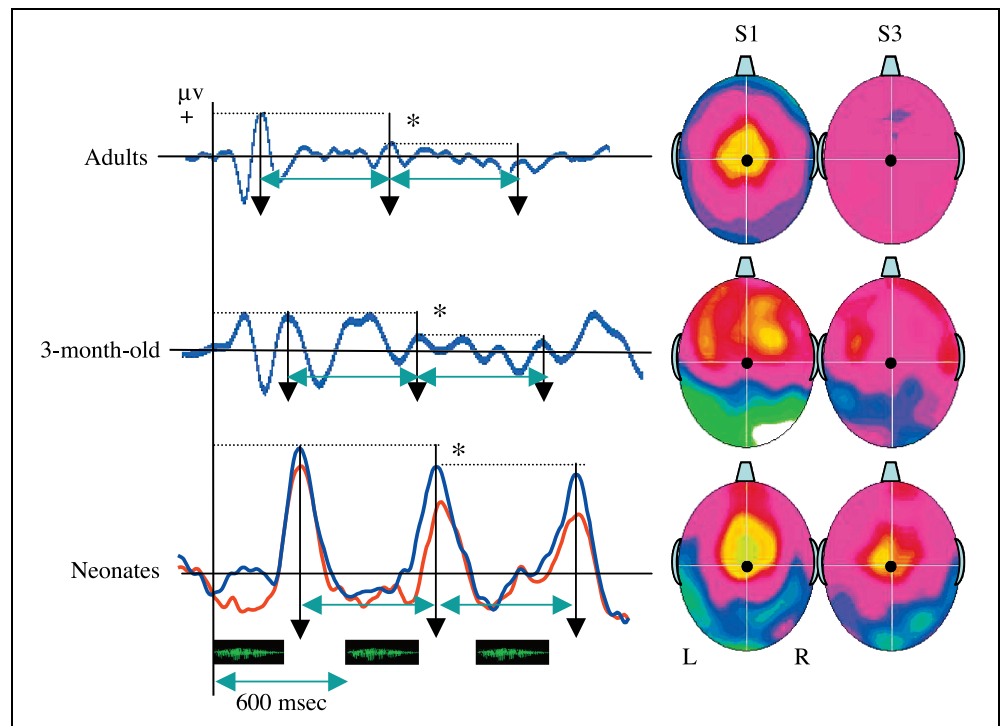 S1 S3
μv
+
*
Adults
*
3-month-old
*
Neonates
L R
600 msec